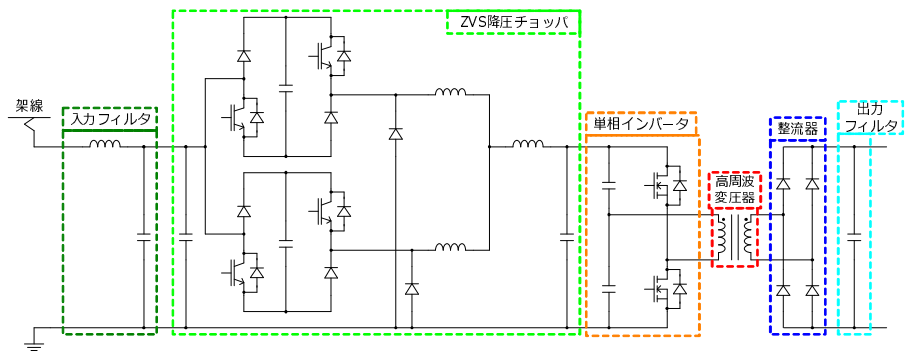 ZVS降圧チョッパ
架線
入力フィルタ
単相インバータ
高周波
変圧器
整流器
出力
フィルタ